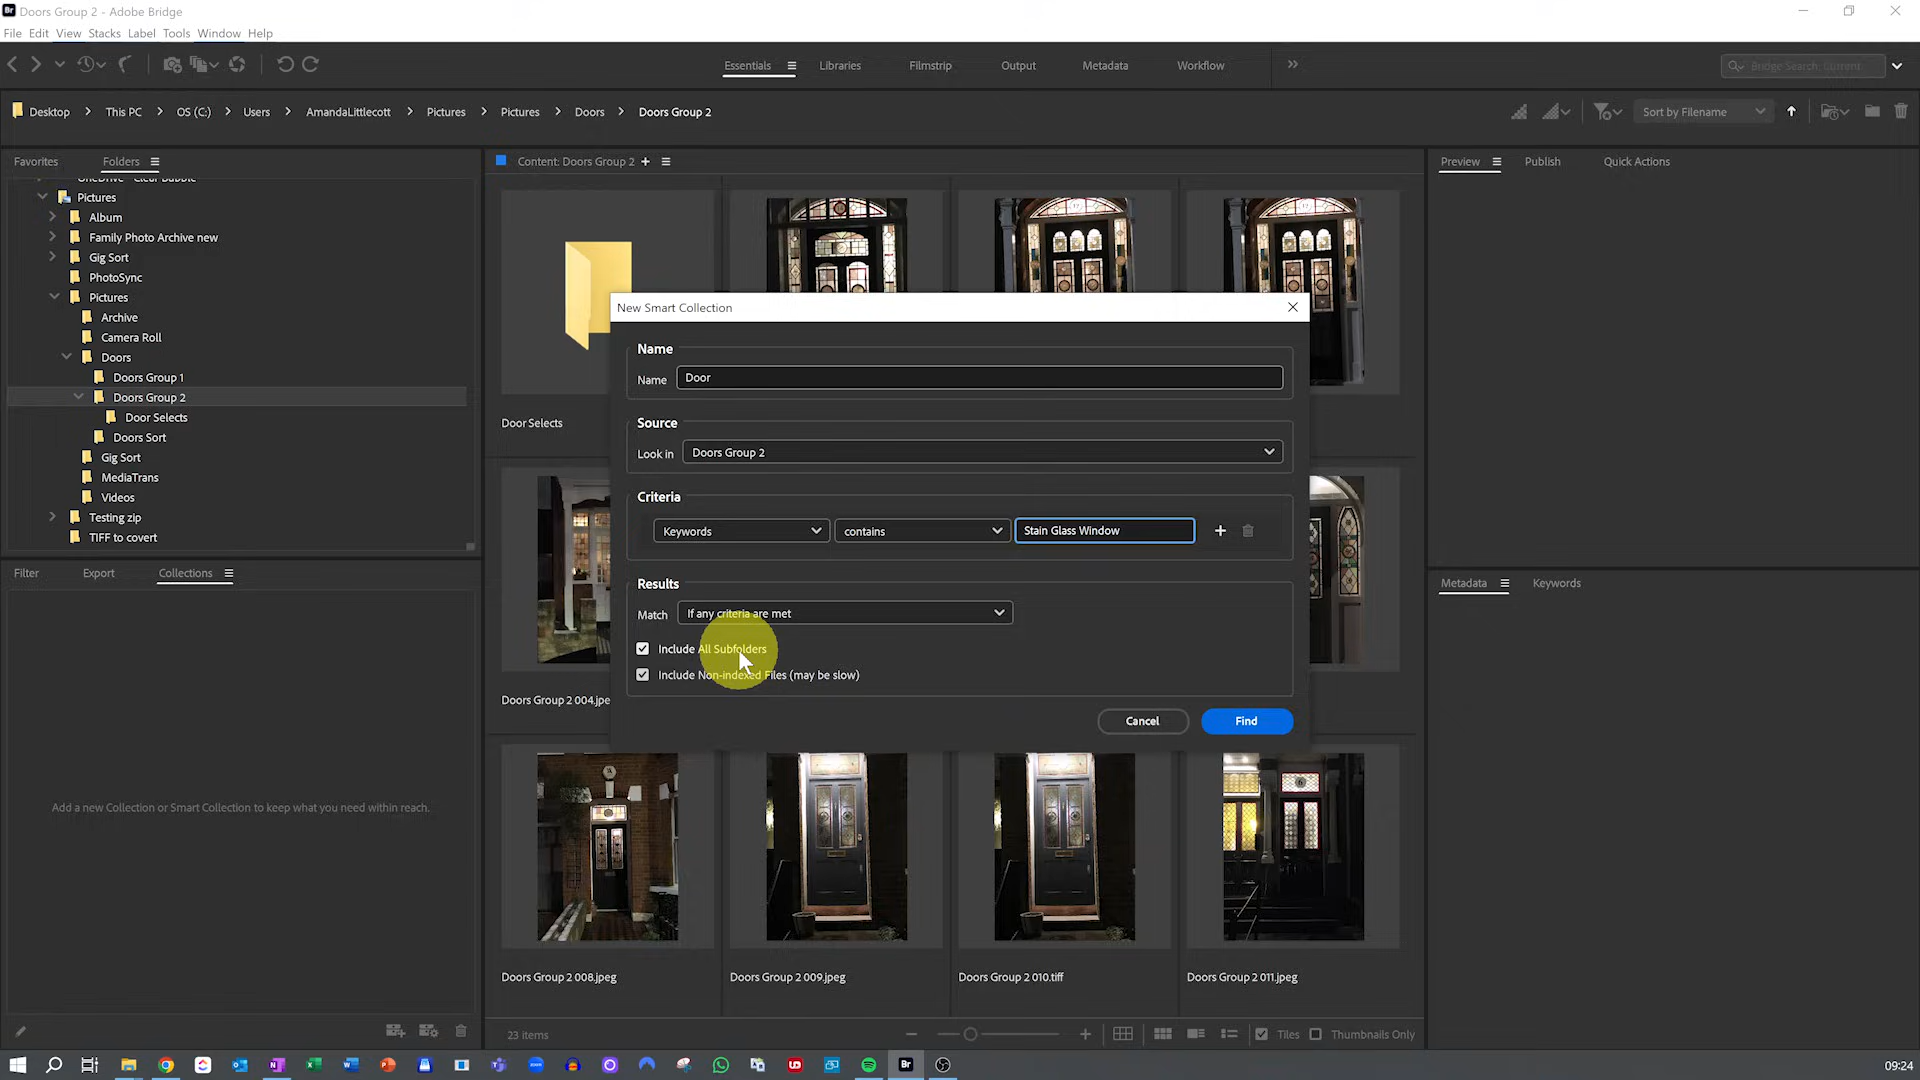 Br Doors Group 2 - Adobe Bridge
File Edit View Stacks Label Tools Window Help
Essentials Libraries Filmstrip Output Metadata Workflow
Bridge Search: Current
Desktop This PC OS (C:) Users AmandaLittlecott Pictures Pictures Doors Doors Group 2
Sort by Filename
Favorites Folders
OneDrive - Clear Bubble
Pictures
Album
Family Photo Archive new
Gig Sort
PhotoSync
Pictures
Archive
Camera Roll
Doors
Doors Group 1
Doors Group 2
Door Selects
Doors Sort
Gig Sort
MediaTrans
Videos
Testing zip
TIFF to covert
Filter Export Collections
Add a new Collection or Smart Collection to keep what you need within reach.
Content: Doors Group 2
Door Selects
Doors Group 2 004.jpe
Doors Group 2 008.jpeg
Doors Group 2 009.jpeg
Doors Group 2 010.tiff
Doors Group 2 011.jpeg
New Smart Collection
Name
Name Door
Source
Look in Doors Group 2
Criteria
Keywords contains Stain Glass Window
Results
Match If any criteria are met
Include All Subfolders
Include Non-indexed Files (may be slow)
Cancel Find
Preview Publish Quick Actions
Metadata Keywords
23 items
Tiles Thumbnails Only
Br
09:24